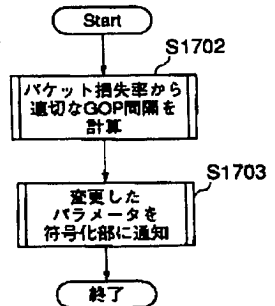 Start
S1702
パケット損失率から
適切なGOP間隔を
計算
S1703
変更した
パラメータを
符号化部に通知
終了